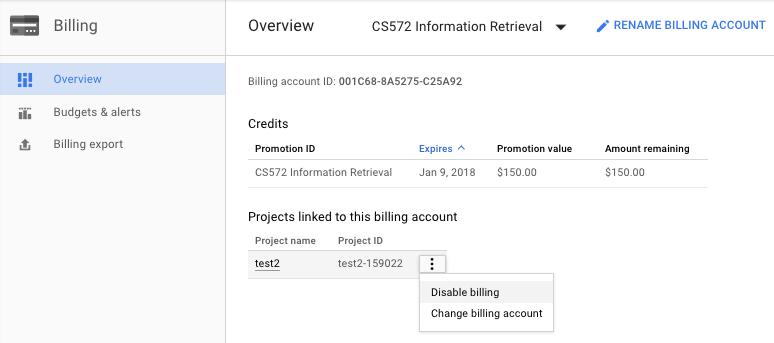 Billing
Overview
CS572 Information Retrieval
RENAME BILLING ACCOUNT
Overview
Budgets & alerts
Billing export
Billing account ID: 001C68-8A5275-C25A92
Credits
Promotion ID Expires Promotion value Amount remaining
CS572 Information Retrieval Jan 9, 2018 $150.00 $150.00
Projects linked to this billing account
Project name Project ID
test2 test2-159022
Disable billing
Change billing account